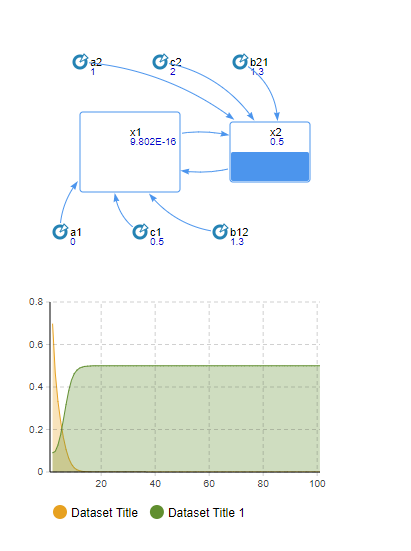 a2 c2 b21
1 2 1.3
x1 x2
9.802E-16 0.5
a1 c1 b12
0 0.5 1.3
0.8
0.6
0.4
0.2
0
20 40 60 80 100
Dataset Title Dataset Title 1